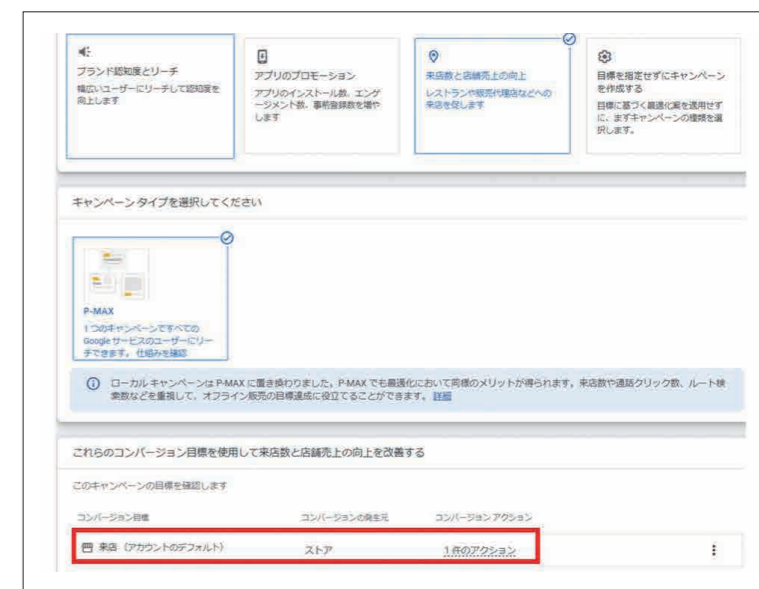 ブランド認知度とリーチ
幅広いユーザーにリーチして認知度を
向上します
アプリのプロモーション
アプリのインストール数、エンゲ
ージメント数、事前登録数を増や
します
来店数と店舗売上の向上
レストランや販売代理店などへの
来店を促します
目標を指定せずにキャンペーン
を作成する
目標に基づく最適化案を適用せず
に、まずキャンペーンの種類を選
択します。
キャンペーン タイプを選択してください
P-MAX
1 つのキャンペーンですべての
Google サービスのユーザーにリー
チできます。 仕組みを確認
ローカル キャンペーンは P-MAX に置き換わりました。P-MAX でも最適化において同様のメリットが得られます。来店数や通話クリック数、ルート検
索数などを重視して、オフライン販売の目標達成に役立てることができます。 詳細
これらのコンバージョン目標を使用して来店数と店舗売上の向上を改善する
このキャンペーンの目標を確認します
コンバージョン目標 コンバージョンの発生元 コンバージョン アクション
来店（アカウントのデフォルト） ストア 1 件のアクション